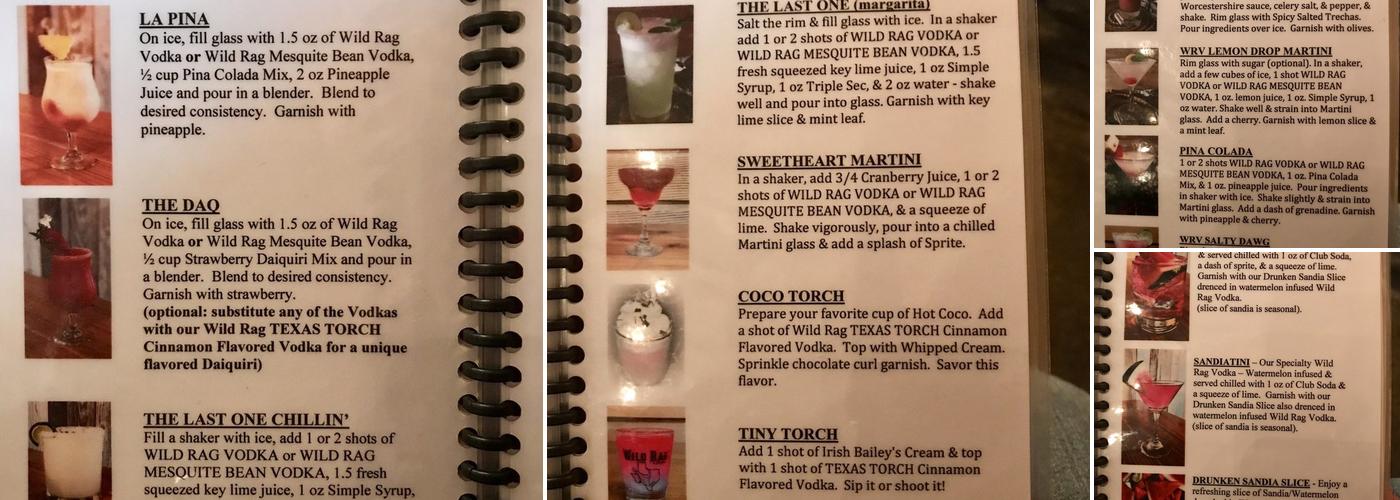 LA PINA
On ice, fill glass with 1.5 oz of Wild Rag
Vodka or Wild Rag Mesquite Bean Vodka,
½ cup Pina Colada Mix, 2 oz Pineapple
Juice and pour in a blender. Blend to
desired consistency. Garnish with
pineapple.
THE DAQ
On ice, fill glass with 1.5 oz of Wild Rag
Vodka or Wild Rag Mesquite Bean Vodka,
½ cup Strawberry Daiquiri Mix and pour in
a blender. Blend to desired consistency.
Garnish with strawberry.
(optional: substitute any of the Vodkas
with our Wild Rag TEXAS TORCH
Cinnamon Flavored Vodka for a unique
flavored Daiquiri)
THE LAST ONE CHILLIN'
Fill a shaker with ice, add 1 or 2 shots of
WILD RAG VODKA or WILD RAG
MESQUITE BEAN VODKA, 1.5 fresh
squeezed key lime juice, 1 oz Simple Syrup,
THE LAST ONE (margarita)
Salt the rim & fill glass with ice. In a shaker
add 1 or 2 shots of WILD RAG VODKA or
WILD RAG MESQUITE BEAN VODKA, 1.5
fresh squeezed key lime juice, 1 oz Simple
Syrup, 1 oz Triple Sec, & 2 oz water - shake
well and pour into glass. Garnish with key
lime slice & mint leaf.
SWEETHEART MARTINI
In a shaker, add 3/4 Cranberry Juice, 1 or 2
shots of WILD RAG VODKA or WILD RAG
MESQUITE BEAN VODKA, & a squeeze of
lime. Shake vigorously, pour into a chilled
Martini glass & add a splash of Sprite.
COCO TORCH
Prepare your favorite cup of Hot Coco. Add
a shot of Wild Rag TEXAS TORCH Cinnamon
Flavored Vodka. Top with Whipped Cream.
Sprinkle chocolate curl garnish. Savor this
flavor.
WILD RAG
TINY TORCH
Add 1 shot of Irish Bailey's Cream & top
with 1 shot of TEXAS TORCH Cinnamon
Flavored Vodka. Sip it or shoot it!
Worcestershire sauce, celery salt, & pepper, &
shake. Rim glass with Spicy Salted Trechas.
Pour ingredients over ice. Garnish with olives.
WRV LEMON DROP MARTINI
Rim glass with sugar (optional). In a shaker,
add a few cubes of ice, 1 shot WILD RAG
VODKA or WILD RAG MESQUITE BEAN
VODKA, 1 oz. lemon juice, 1 oz. Simple Syrup, 1
oz water. Shake well & strain into Martini
glass. Add a cherry. Garnish with lemon slice &
a mint leaf.
PINA COLADA
1 or 2 shots WILD RAG VODKA or WILD RAG
MESQUITE BEAN VODKA, 1 oz. Pina Colada
Mix, & 1 oz. pineapple juice. Pour ingredients
in shaker with ice. Shake slightly & strain into
Martini glass. Add a dash of grenadine. Garnish
with pineapple & cherry.
WRV SALTY DAWG
& served chilled with 1 oz of Club Soda,
a dash of sprite, & a squeeze of lime.
Garnish with our Drunken Sandia Slice
drenced in watermelon infused Wild
Rag Vodka.
(slice of sandia is seasonal).
SANDIATINI – Our Specialty Wild
Rag Vodka – Watermelon infused &
served chilled with 1 oz of Club Soda &
a squeeze of lime. Garnish with our
Drunken Sandia Slice also drenced in
watermelon infused Wild Rag Vodka.
(slice of sandia is seasonal).
DRUNKEN SANDIA SLICE - Enjoy a
refreshing slice of Sandia/Watermelon